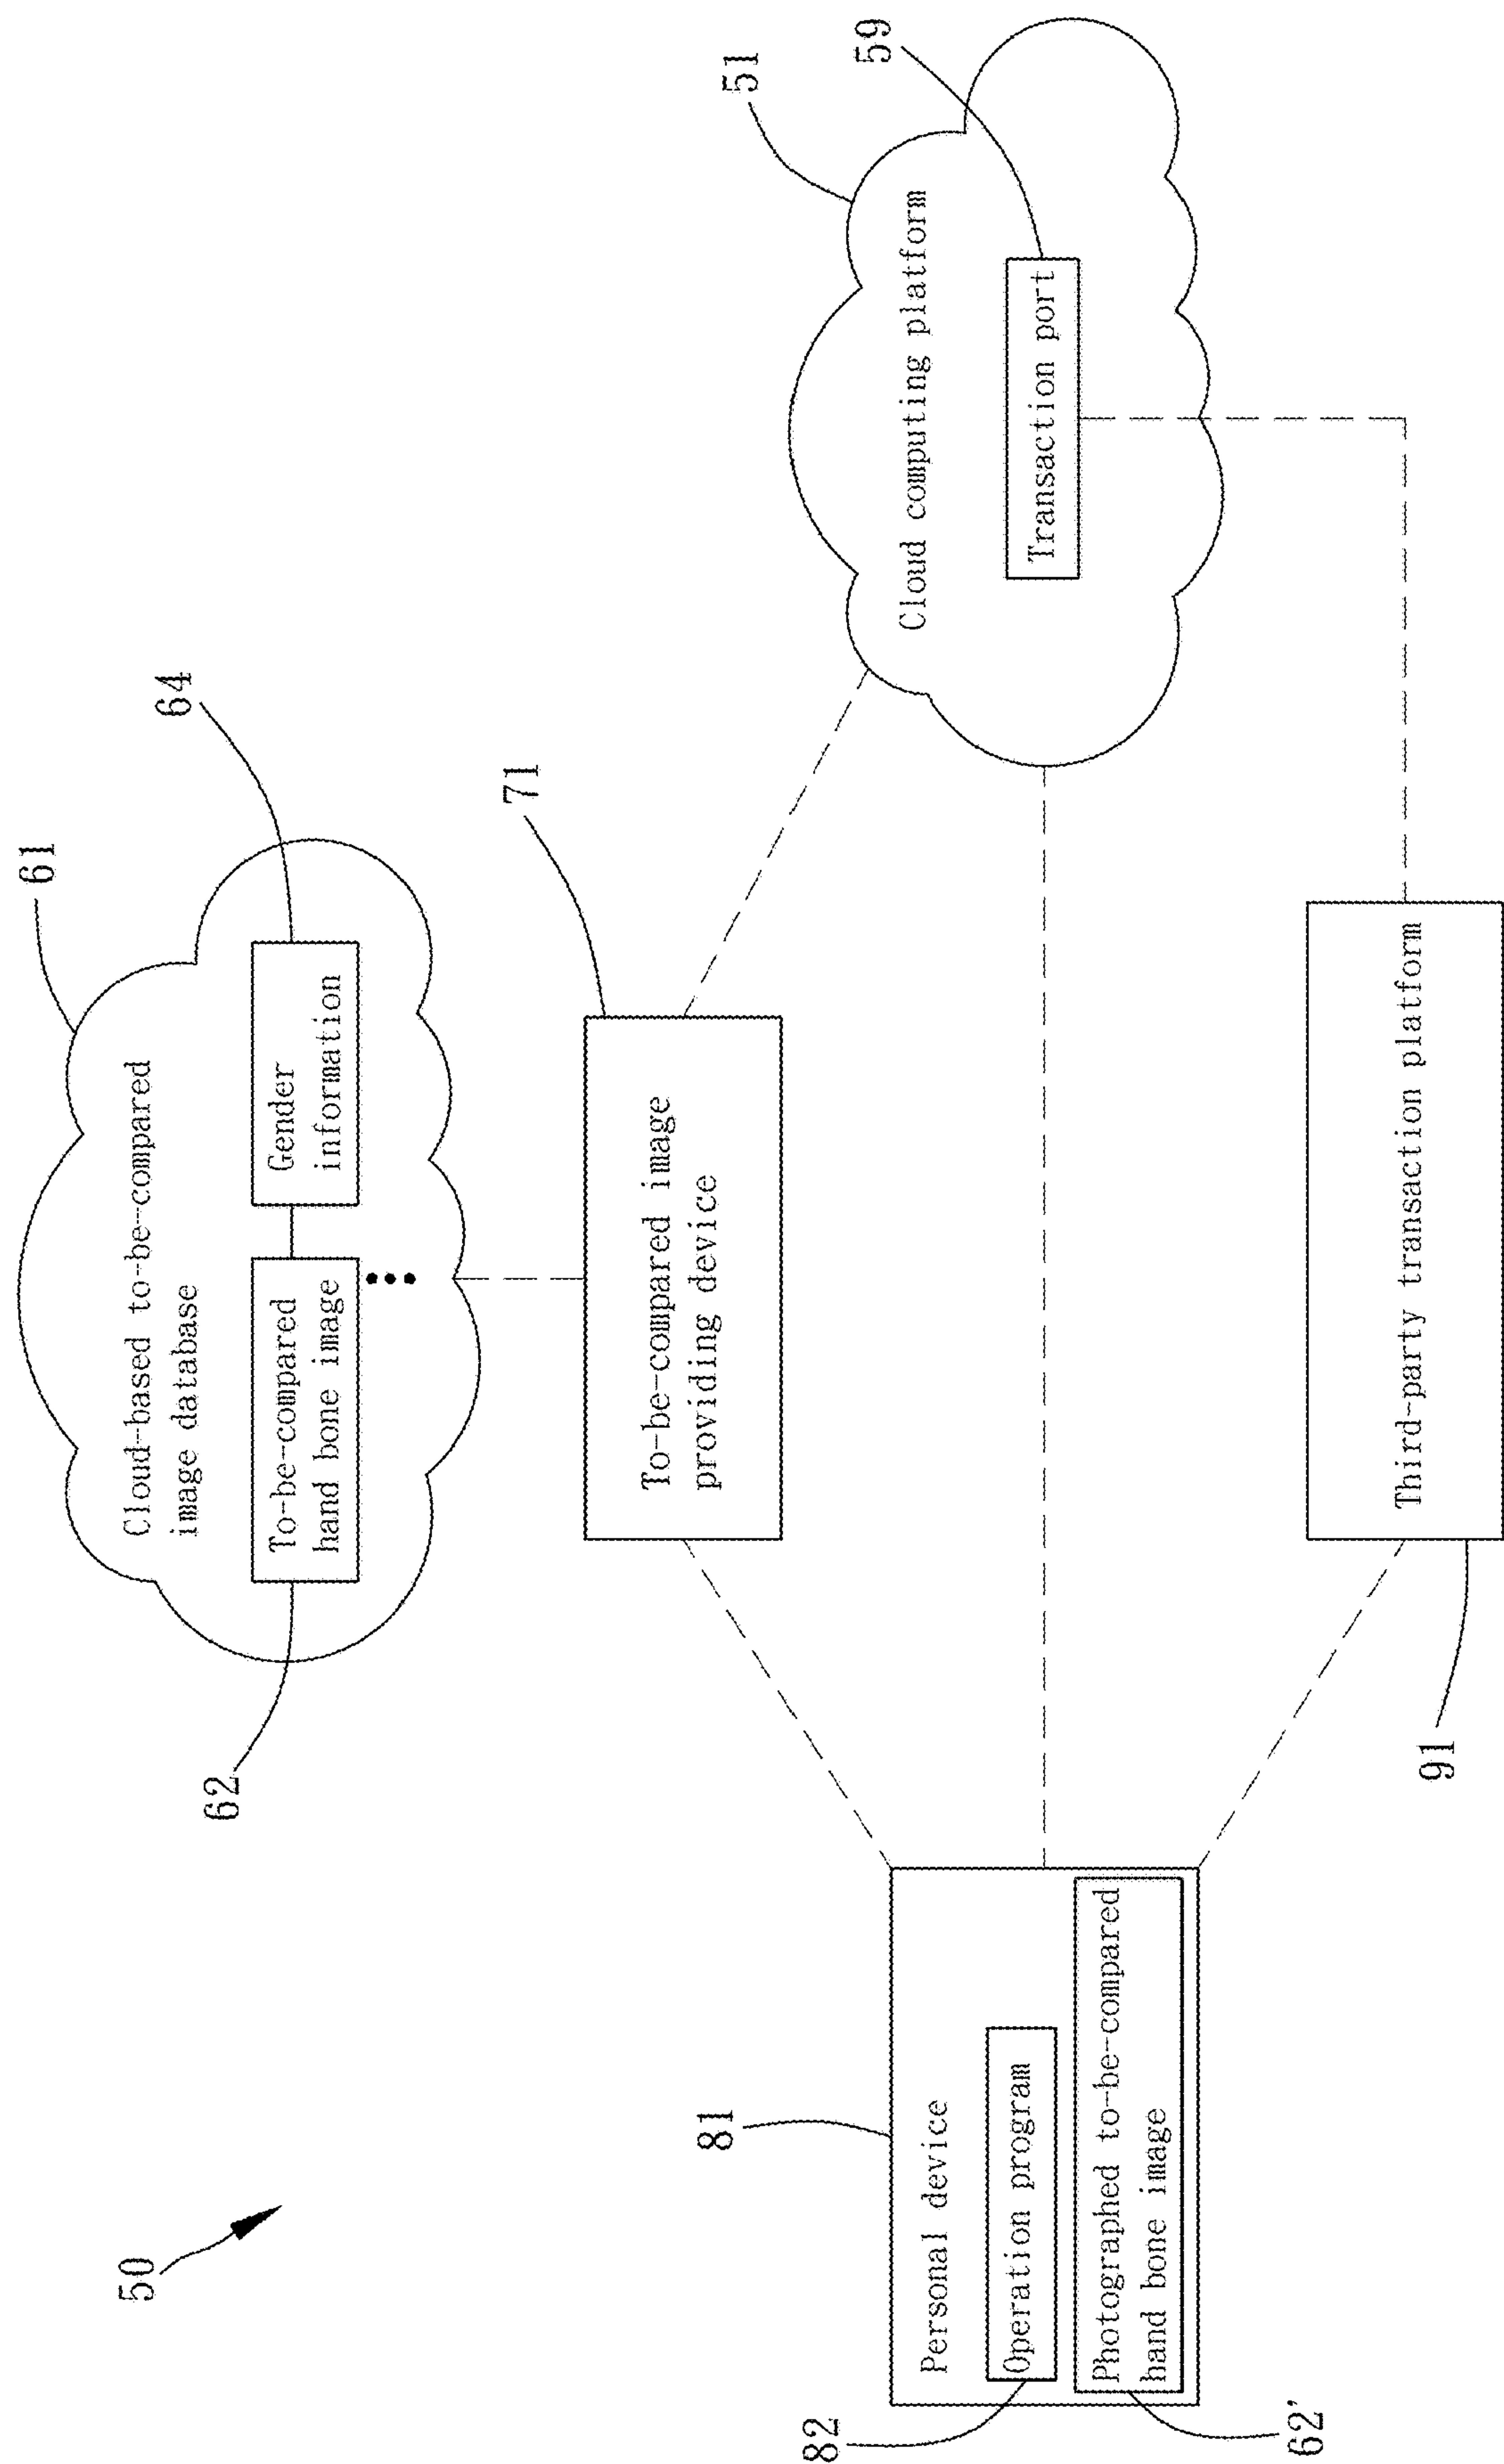 50
61
Cloud-based to-be-compared
image database
62
To-be-compared
hand bone image
64
Gender
information
71
To-be-compared image
providing device
51
Cloud computing platform
59
Transaction port
81
Personal device
82
Operation program
62'
Photographed to-be-compared
hand bone image
91
Third-party transaction platform